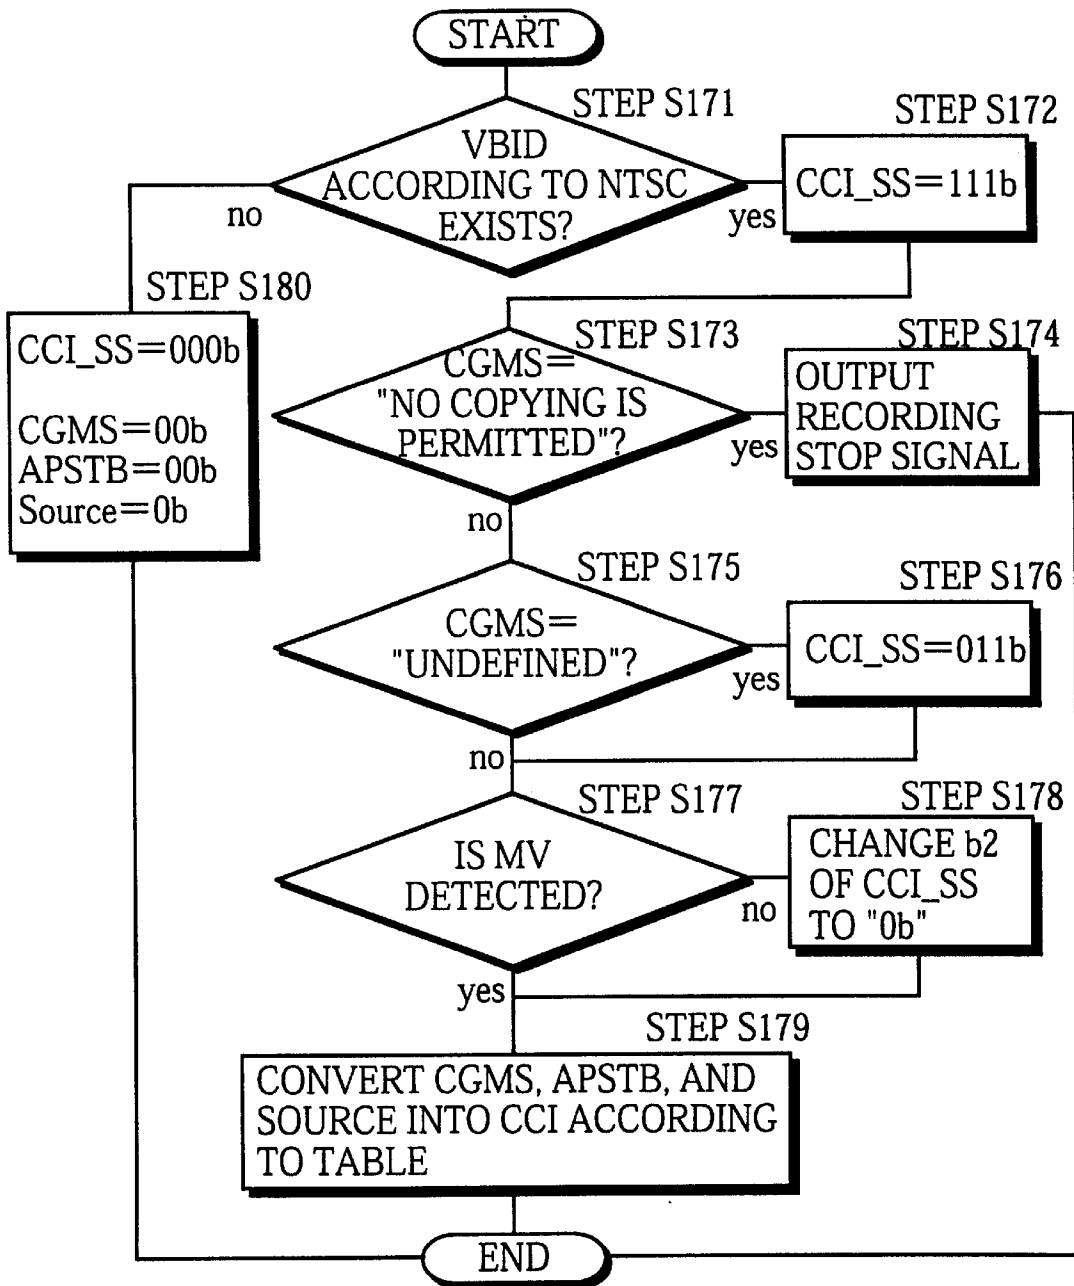 START
STEP S171
VBID
ACCORDING TO NTSC
EXISTS?
no
yes
STEP S172
CCI_SS=111b
STEP S180
CCI_SS=000b
CGMS=00b
APSTB=00b
Source=0b
STEP S173
CGMS=
"NO COPYING IS
PERMITTED"?
yes
no
STEP S174
OUTPUT
RECORDING
STOP SIGNAL
STEP S175
CGMS=
"UNDEFINED"?
yes
no
STEP S176
CCI_SS=011b
STEP S177
IS MV
DETECTED?
no
yes
STEP S178
CHANGE b2
OF CCI_SS
TO "0b"
STEP S179
CONVERT CGMS, APSTB, AND
SOURCE INTO CCI ACCORDING
TO TABLE
END